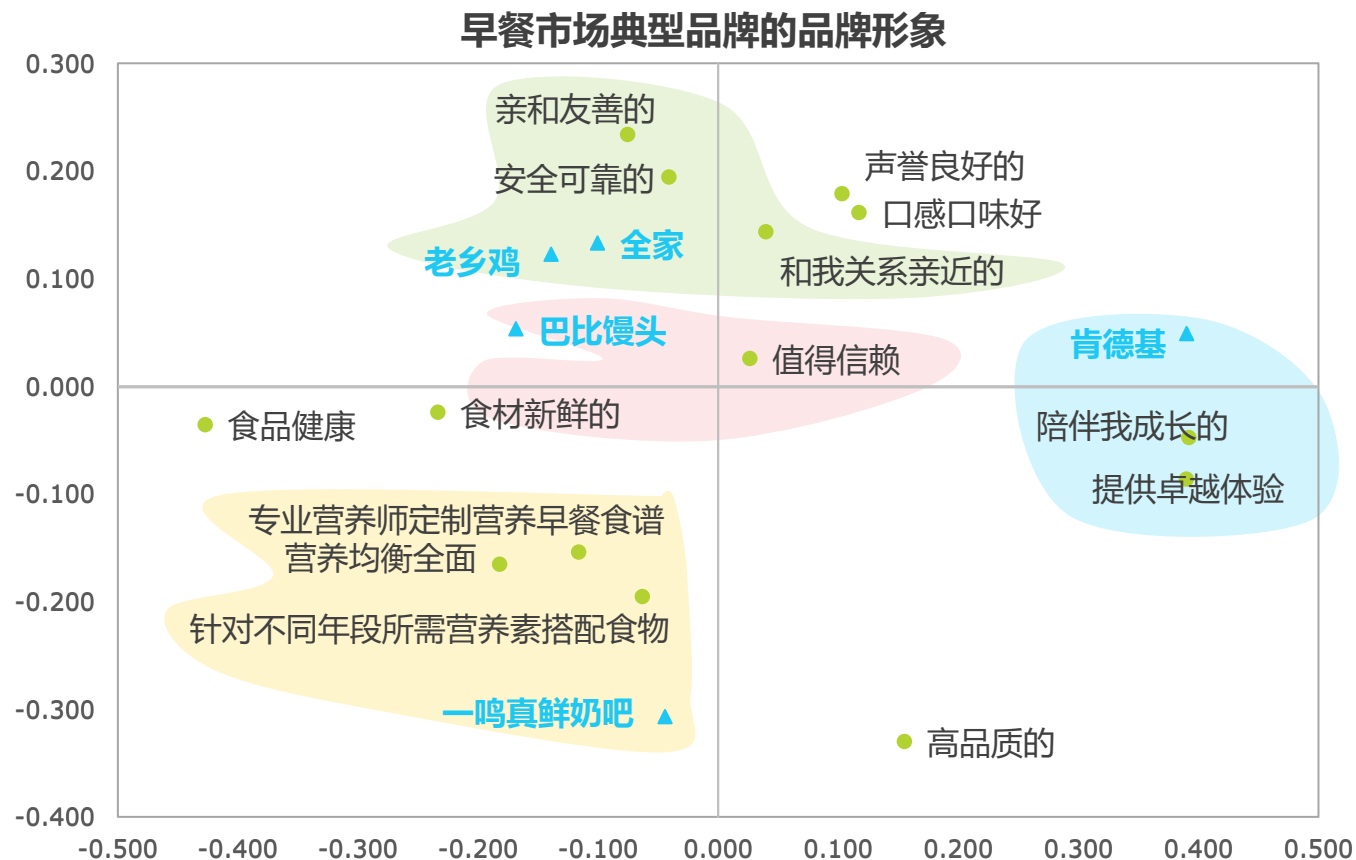 早餐市场典型品牌的品牌形象
0.300
亲和友善的
声誉良好的
0.200
安全可靠的
口感口味好
老乡鸡
全家
和我关系亲近的
0.100
巴比馒头
肯德基
值得信赖
0.000
食品健康
食材新鲜的
陪伴我成长的
-0.100
提供卓越体验
专业营养师定制营养早餐食谱
营养均衡全面
-0.200
针对不同年段所需营养素搭配食物
-0.300
一鸣真鲜奶吧
高品质的
-0.400
-0.500 -0.400 -0.300 -0.200 -0.100 0.000 0.100 0.200 0.300 0.400 0.500